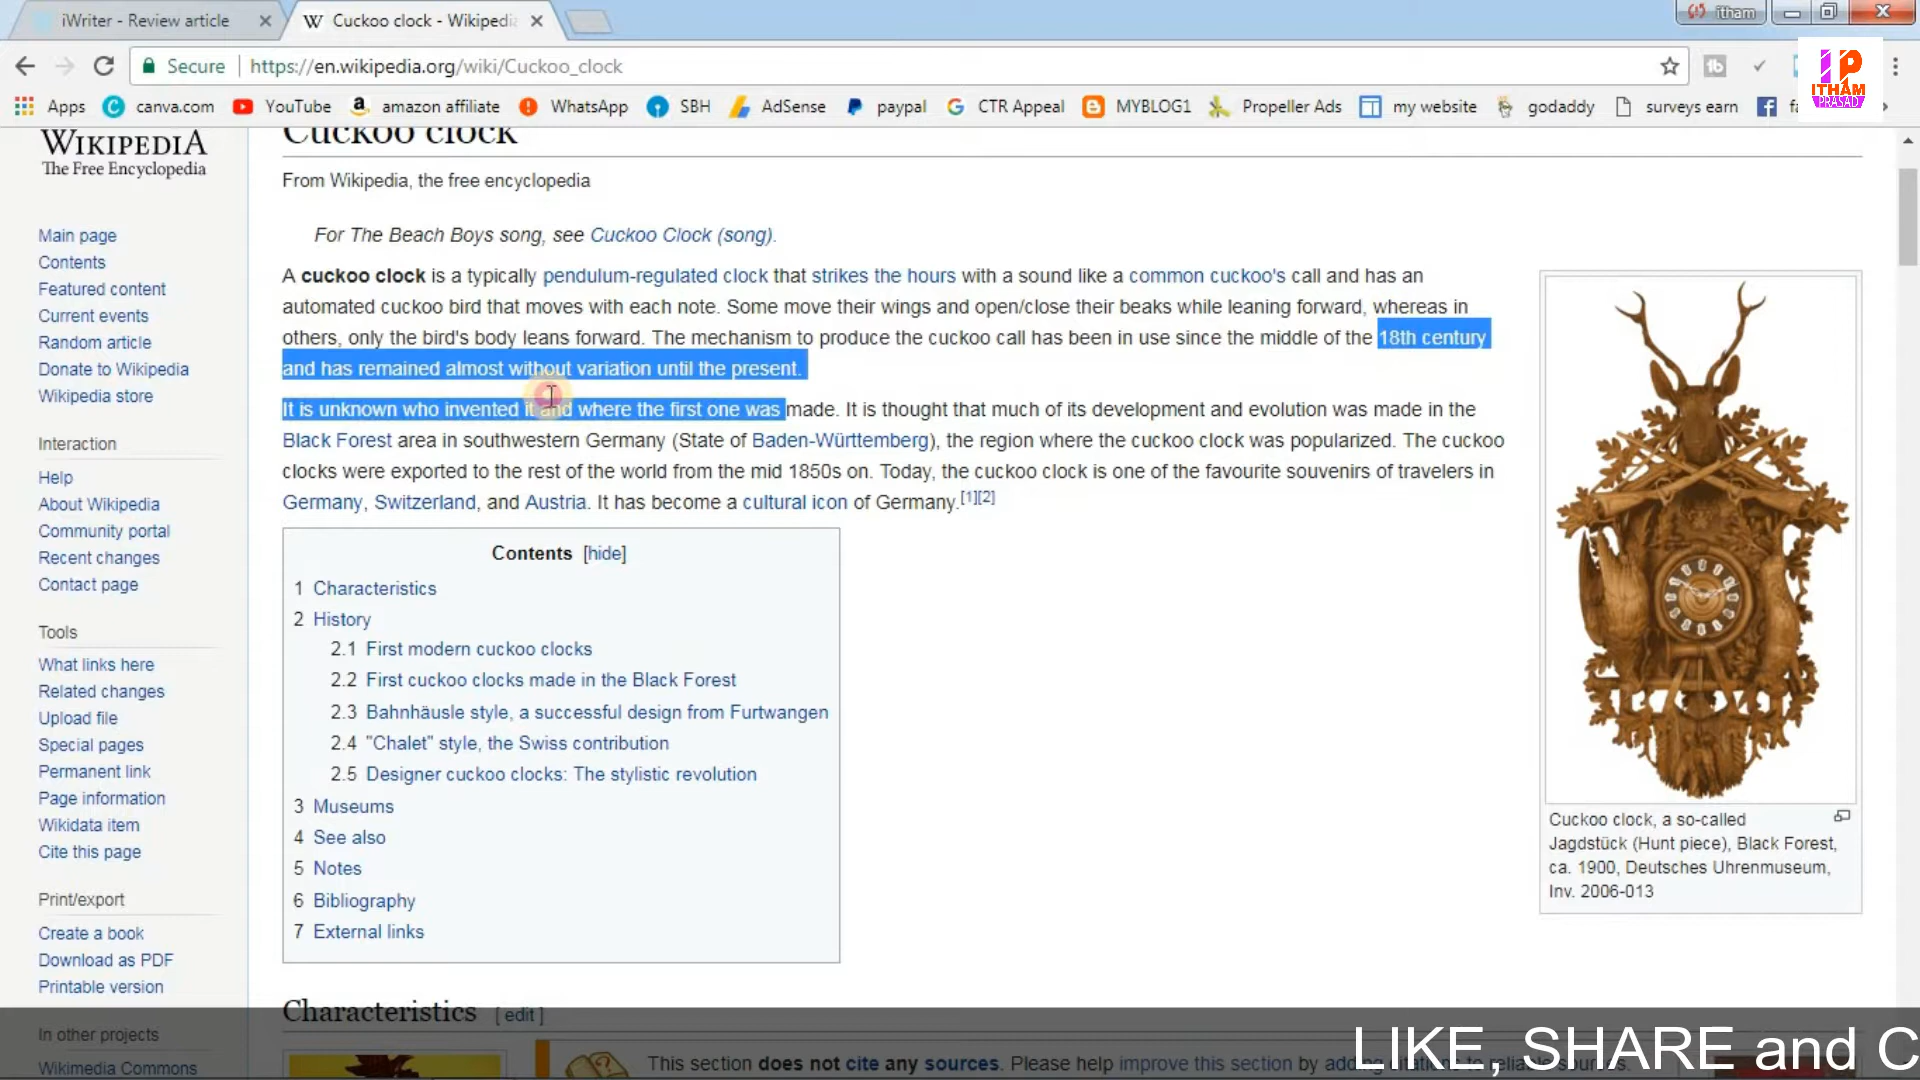 iWriter - Review article
W Cuckoo clock - Wikipedia
itham
Secure https://en.wikipedia.org/wiki/Cuckoo_clock
IP
ITHAM
PRASAD
Apps
canva.com
YouTube
amazon affiliate
WhatsApp
SBH
AdSense
paypal
CTR Appeal
MYBLOG1
Propeller Ads
my website
godaddy
surveys earn
WIKIPEDIA
The Free Encyclopedia
Main page
Contents
Featured content
Current events
Random article
Donate to Wikipedia
Wikipedia store
Interaction
Help
About Wikipedia
Community portal
Recent changes
Contact page
Tools
What links here
Related changes
Upload file
Special pages
Permanent link
Page information
Wikidata item
Cite this page
Print/export
Create a book
Download as PDF
Printable version
In other projects
Wikimedia Commons
Cuckoo clock
From Wikipedia, the free encyclopedia
For The Beach Boys song, see Cuckoo Clock (song).
A cuckoo clock is a typically pendulum-regulated clock that strikes the hours with a sound like a common cuckoo's call and has an
automated cuckoo bird that moves with each note. Some move their wings and open/close their beaks while leaning forward, whereas in
others, only the bird's body leans forward. The mechanism to produce the cuckoo call has been in use since the middle of the 18th century
and has remained almost without variation until the present.
It is unknown who invented it and where the first one was made. It is thought that much of its development and evolution was made in the
Black Forest area in southwestern Germany (State of Baden-Württemberg), the region where the cuckoo clock was popularized. The cuckoo
clocks were exported to the rest of the world from the mid 1850s on. Today, the cuckoo clock is one of the favourite souvenirs of travelers in
Germany, Switzerland, and Austria. It has become a cultural icon of Germany.[1][2]
Contents [hide]
1 Characteristics
2 History
2.1 First modern cuckoo clocks
2.2 First cuckoo clocks made in the Black Forest
2.3 Bahnhäusle style, a successful design from Furtwangen
2.4 "Chalet" style, the Swiss contribution
2.5 Designer cuckoo clocks: The stylistic revolution
3 Museums
4 See also
5 Notes
6 Bibliography
7 External links
Cuckoo clock, a so-called
Jagdstück (Hunt piece), Black Forest,
ca. 1900, Deutsches Uhrenmuseum,
Inv. 2006-013
Characteristics [ edit ]
This section does not cite any sources. Please help improve this section by adding citations to reliable sources.
LIKE, SHARE and C